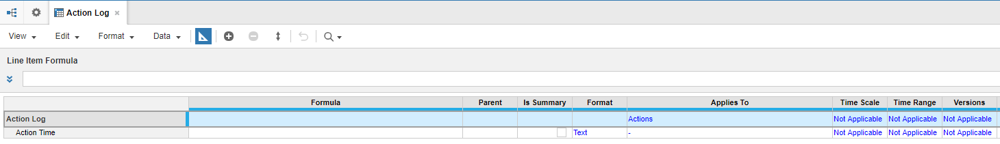 Action Log ×
View Edit Format Data
Line Item Formula
Formula Parent Is Summary Format Applies To Time Scale Time Range Versions
Action Log Actions Not Applicable Not Applicable Not Applicable
Action Time Text - Not Applicable Not Applicable Not Applicable